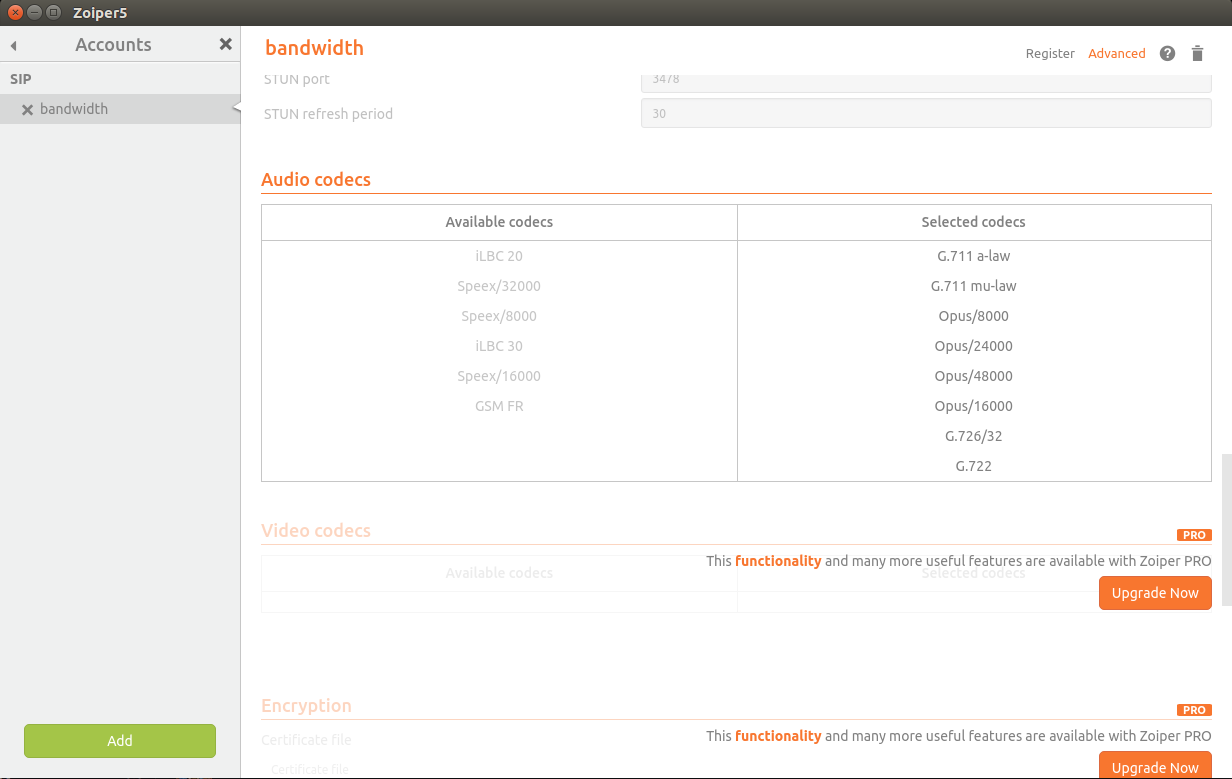 Zoiper5
Accounts
SIP
bandwidth
Add
bandwidth
Register Advanced
STUN port 3478
STUN refresh period 30
Audio codecs
Available codecs Selected codecs
iLBC 20 G.711 a-law
Speex/32000 G.711 mu-law
Speex/8000 Opus/8000
iLBC 30 Opus/24000
Speex/16000 Opus/48000
GSM FR Opus/16000
G.726/32
G.722
Video codecs PRO
This functionality and many more useful features are available with Zoiper PRO
Available codecs Selected codecs
Upgrade Now
Encryption PRO
This functionality and many more useful features are available with Zoiper PRO
Certificate file
Certificate file
Upgrade Now